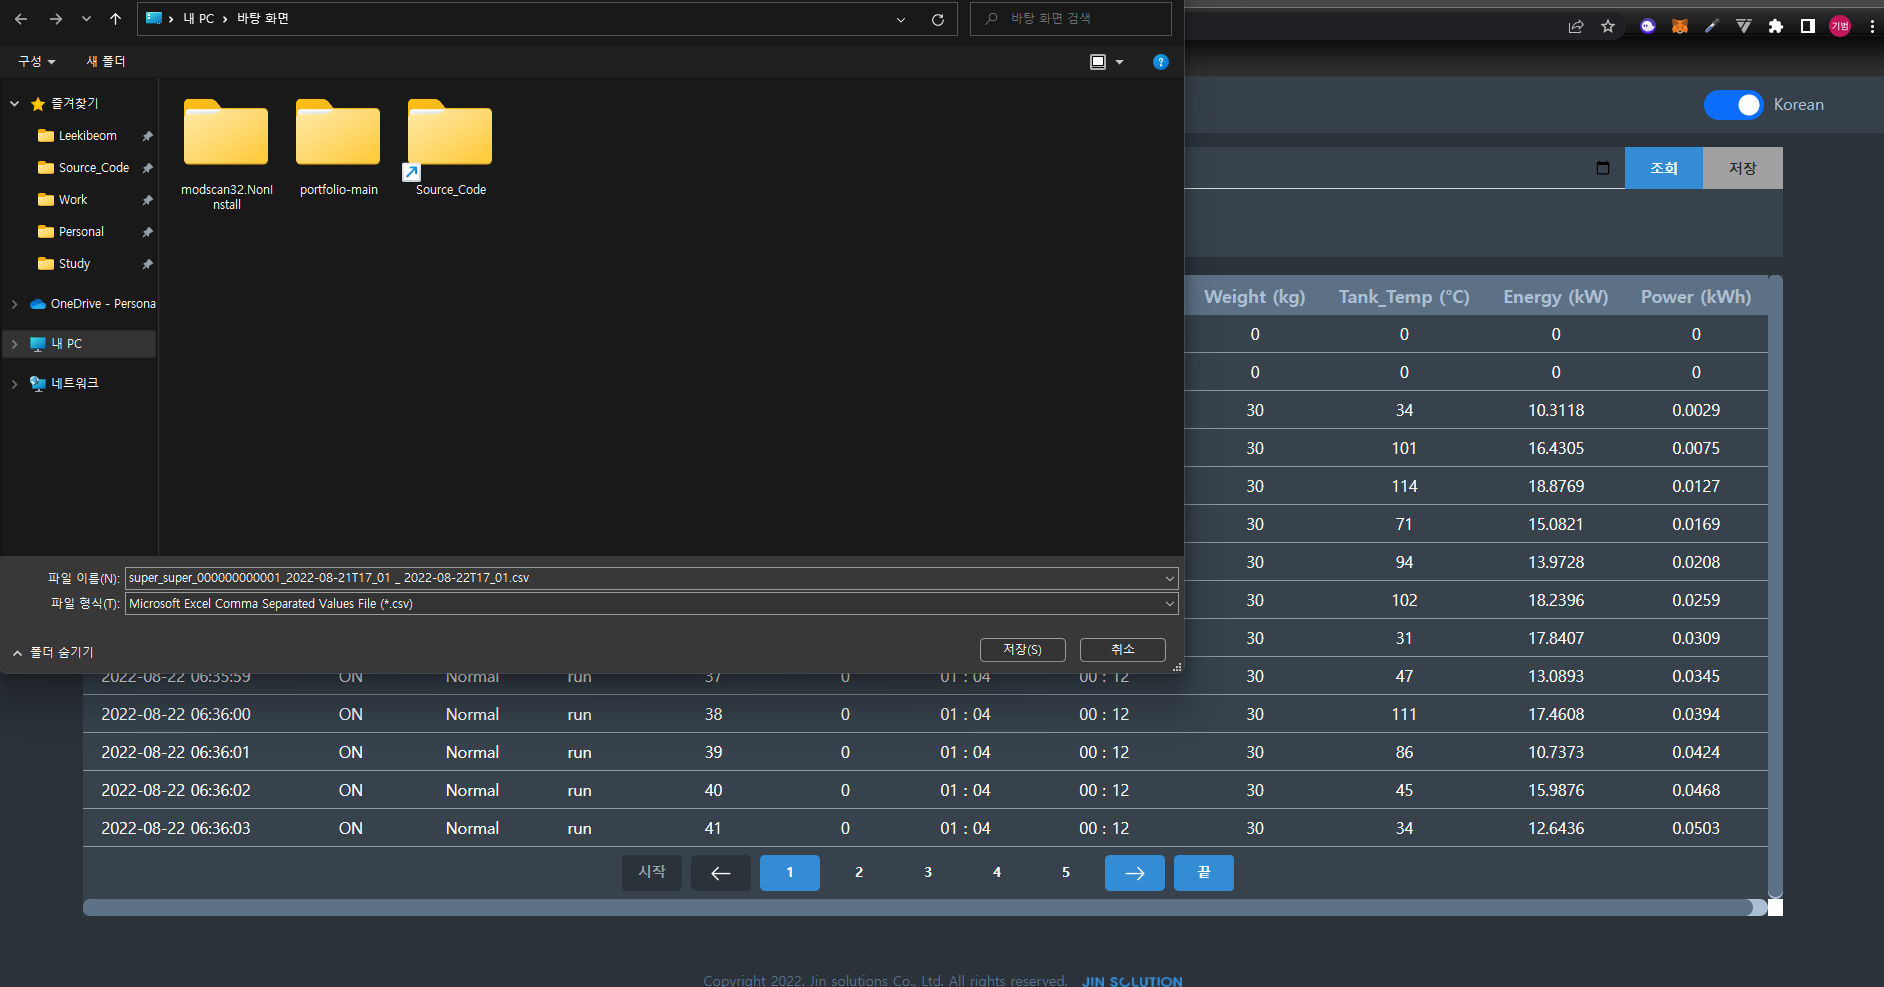 내 PC › 바탕 화면
바탕 화면 검색
기범
구성
새 폴더
?
Korean
즐겨찾기
Leekibeom
Source_Code
Work
Personal
Study
OneDrive - Persona
내 PC
네트워크
modscan32.NonI
nstall
portfolio-main
Source_Code
조회
저장
Weight (kg) Tank_Temp (°C) Energy (kW) Power (kWh)
0 0 0 0
0 0 0 0
30 34 10.3118 0.0029
30 101 16.4305 0.0075
30 114 18.8769 0.0127
30 71 15.0821 0.0169
30 94 13.9728 0.0208
30 102 18.2396 0.0259
30 31 17.8407 0.0309
파일 이름(N): super_super_000000000001_2022-08-21T17_01 _ 2022-08-22T17_01.csv
파일 형식(T): Microsoft Excel Comma Separated Values File (*.csv)
폴더 숨기기
저장(S)
취소
2022-08-22 06:35:59 ON Normal run 37 0 01 : 04 00 : 12 30 47 13.0893 0.0345
2022-08-22 06:36:00 ON Normal run 38 0 01 : 04 00 : 12 30 111 17.4608 0.0394
2022-08-22 06:36:01 ON Normal run 39 0 01 : 04 00 : 12 30 86 10.7373 0.0424
2022-08-22 06:36:02 ON Normal run 40 0 01 : 04 00 : 12 30 45 15.9876 0.0468
2022-08-22 06:36:03 ON Normal run 41 0 01 : 04 00 : 12 30 34 12.6436 0.0503
시작 ← 1 2 3 4 5 → 끝
Copyright 2022. Jin solutions Co., Ltd. All rights reserved. JIN SOLUTION